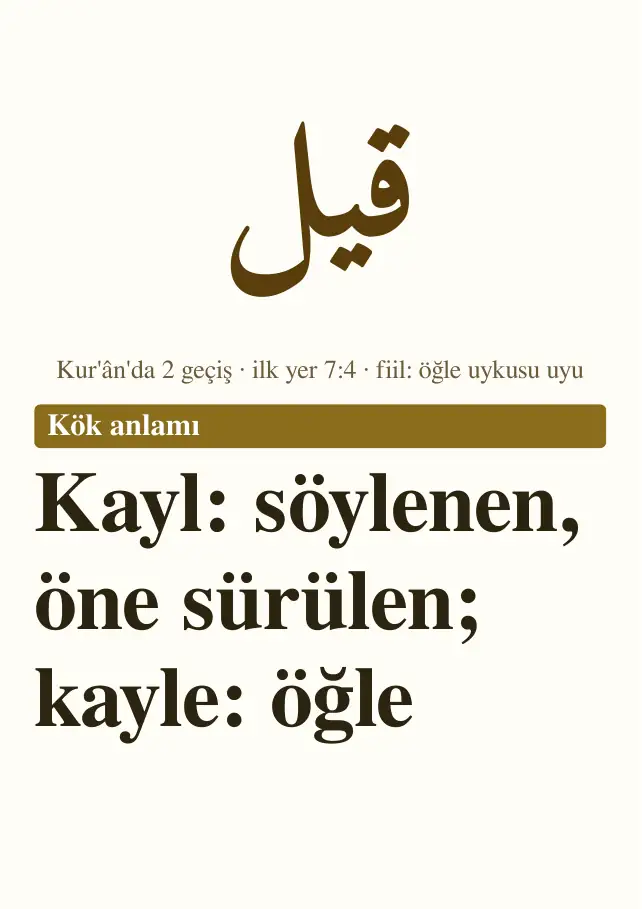 قيل
Kur'ân'da 2 geçiş · ilk yer 7:4 · fiil: öğle uykusu uyu
Kök anlamı
Kayl: söylenen,
öne sürülen;
kayle: öğle